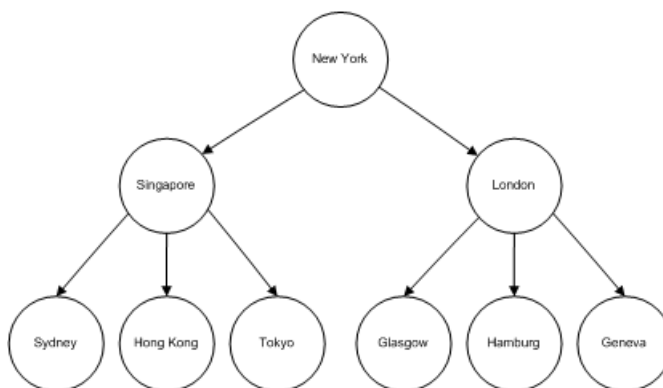 New York
Singapore
London
Sydney
Hong Kong
Tokyo
Glasgow
Hamburg
Geneva